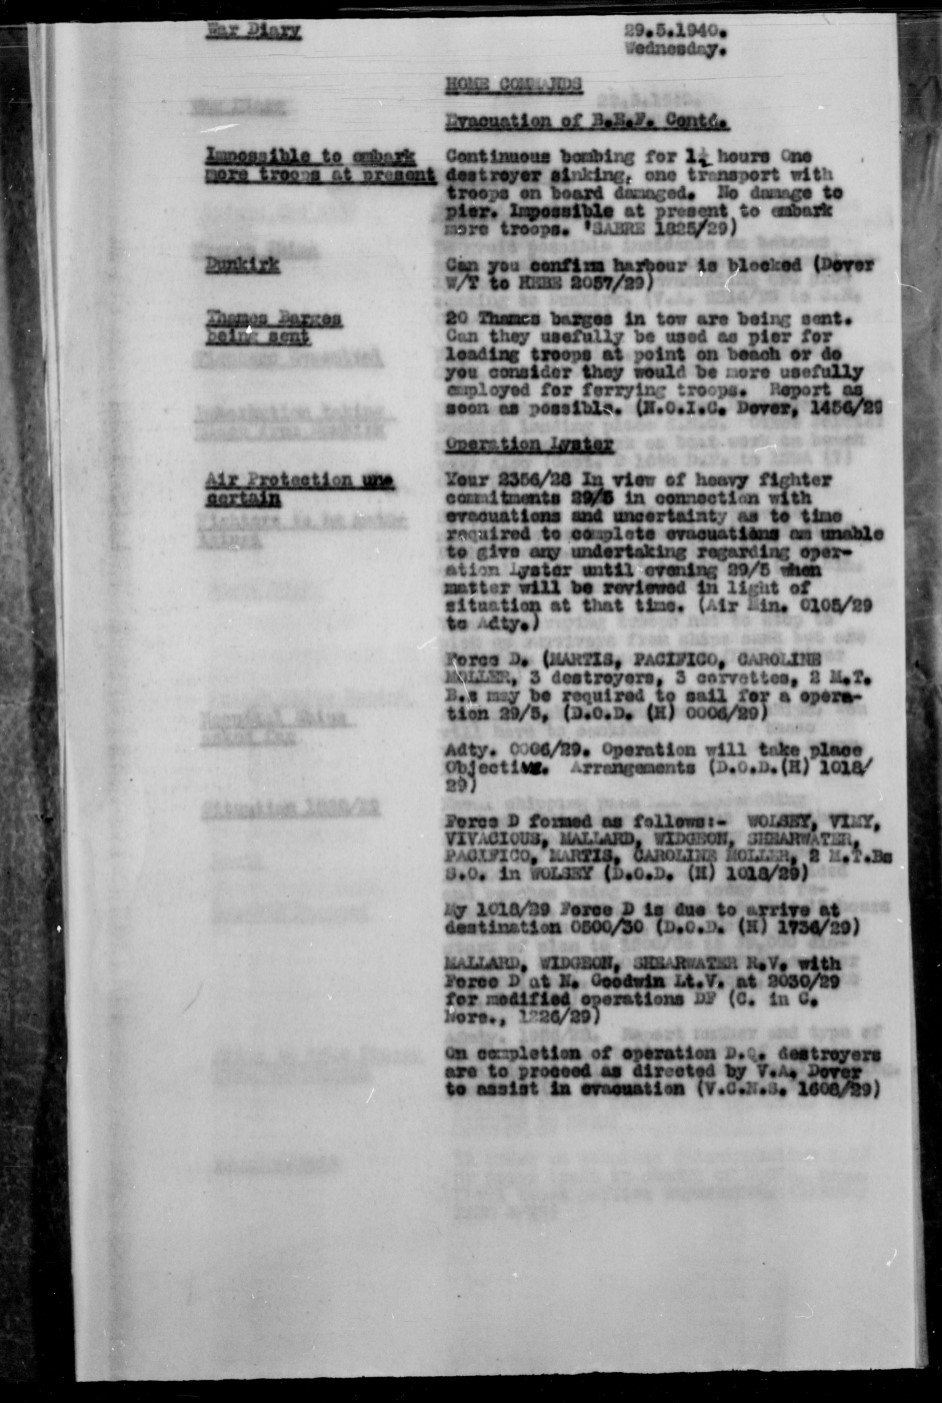 War Diary
29.5.1940.
Wednesday.
HOME COMMANDS
Evacuation of B.E.F. Contd.
Impossible to embark
more troops at present
Continuous bombing for 1½ hours One
destroyer sinking, one transport with
troops on board damaged. No damage to
pier. Impossible at present to embark
more troops. 'SABRE 1825/29)
Dunkirk
Can you confirm harbour is blocked (Dover
W/T to HEBE 2057/29)
Thames Barges
being sent
20 Thames barges in tow are being sent.
Can they usefully be used as pier for
loading troops at point on beach or do
you consider they would be more usefully
employed for ferrying troops. Report as
soon as possible. (N.O.I.C. Dover, 1456/29
Operation Lyster
Air Protection unc
certain
Your 2356/28 In view of heavy fighter
commitments 29/5 in connection with
evacuations and uncertainty as to time
required to complete evacuations am unable
to give any undertaking regarding oper-
ation Lyster until evening 29/5 when
matter will be reviewed in light of
situation at that time. (Air Min. 0105/29
to Adty.)
Force D. (MARTIS, PACIFICO, CAROLINE
MOLLER, 3 destroyers, 3 corvettes, 2 M.T.
B.s may be required to sail for a opera-
tion 29/5, (D.O.D. (H) 0006/29)
Adty. 0006/29. Operation will take place
Objective. Arrangements (D.O.D.(H) 1018/
29)
Force D formed as follows:- WOLSEY, VIMY,
VIVACIOUS, MALLARD, WIDGEON, SHEARWATER,
PACIFICO, MARTIS, CAROLINE MOLLER, 2 M.T.Bs
S.O. in WOLSEY (D.O.D. (H) 1018/29)
My 1018/29 Force D is due to arrive at
destination 0500/30 (D.O.D. (H) 1736/29)
MALLARD, WIDGEON, SHEARWATER R.V. with
Force D at N. Goodwin Lt.V. at 2030/29
for modified operations DF (C. in C.
Nore., 1226/29)
On completion of operation D.Q. destroyers
are to proceed as directed by V.A. Dover
to assist in evacuation (V.C.N.S. 1608/29)